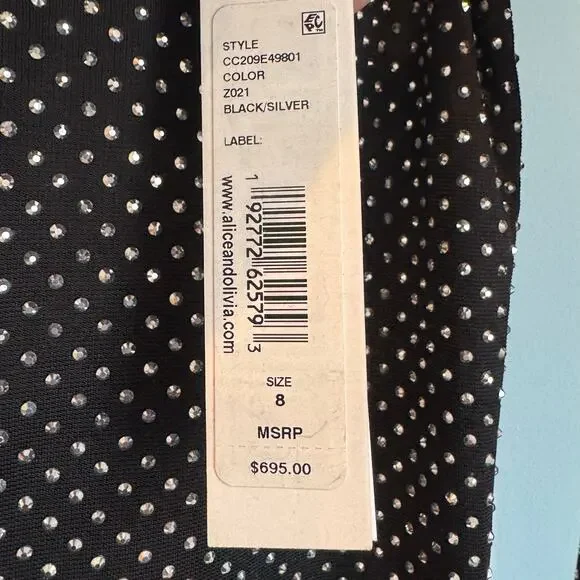 STYLE
CC209E49801
COLOR
Z021
BLACK/SILVER
LABEL:
1 92772 62579 3
www.aliceandolivia.com
SIZE
8
MSRP
$695.00